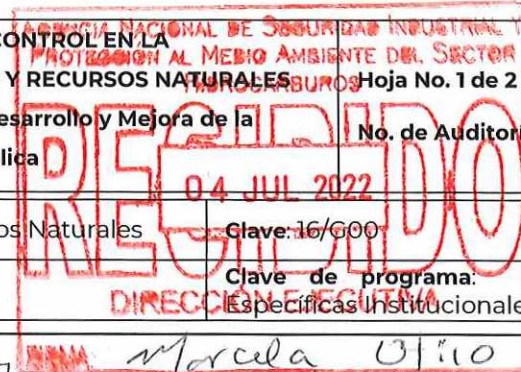 AGENCIA NACIONAL DE SEGURIDAD INDUSTRIAL Y
CONTROL EN LA
PROTECCIÓN AL MEDIO AMBIENTE DEL SECTOR
Y RECURSOS NATURALES
HIDROCARBUROS
Hoja No. 1 de 2
esarrollo y Mejora de la
lica
No. de Auditor
RECIBIDO
04 JUL 2022
os Naturales
Clave: 16/G00
Clave de programa:
Específicas Institucionale
DIRECCIÓN EJECUTIVA
FIRMA
Marcela